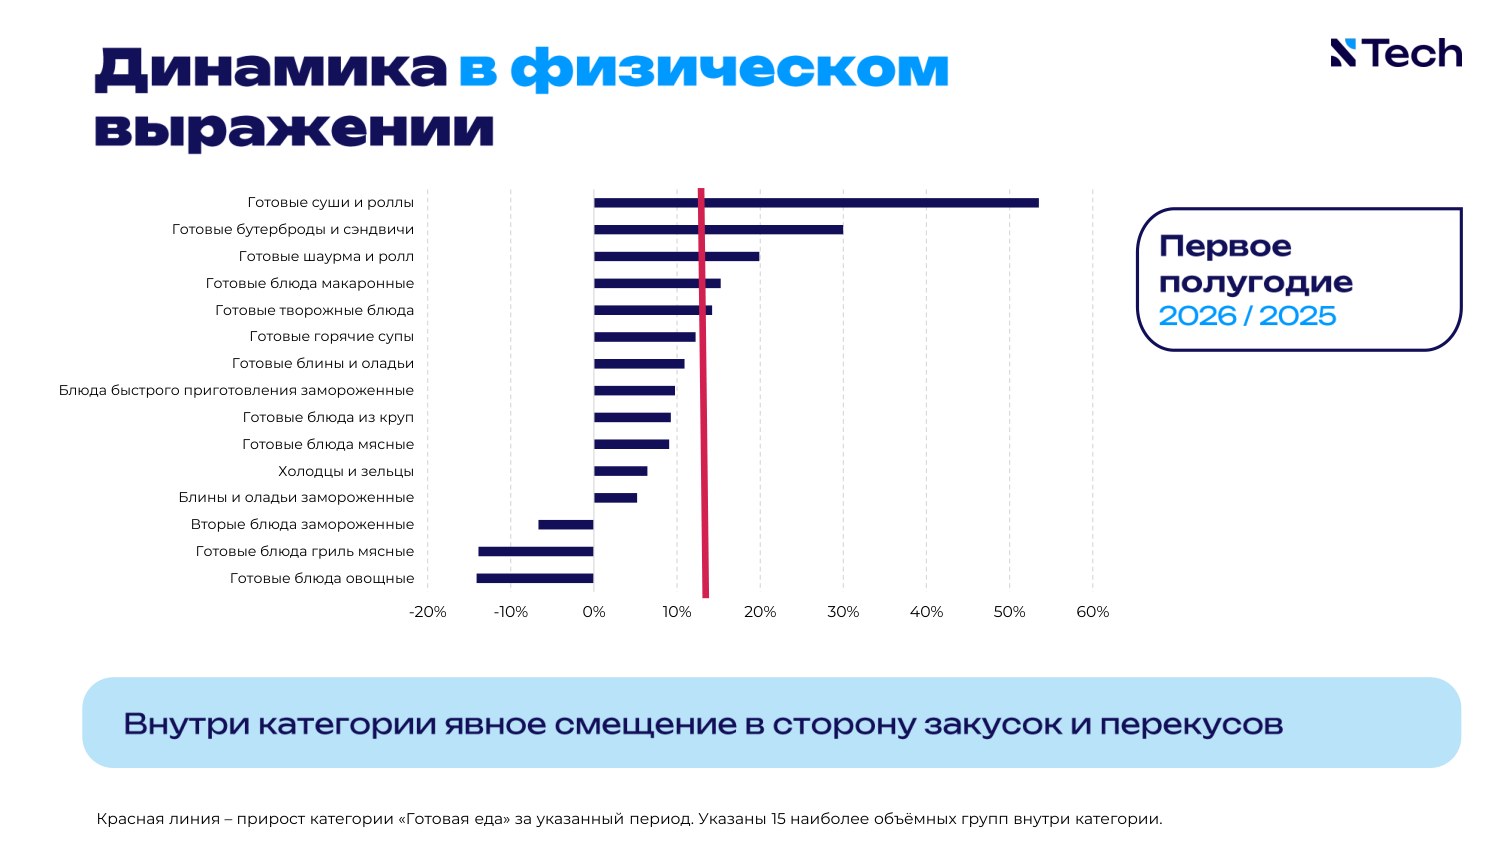 Динамика в физическом
выражении
Tech
Готовые суши и роллы
Готовые бутерброды и сэндвичи
Готовые шаурма и ролл
Готовые блюда макаронные
Готовые творожные блюда
Готовые горячие супы
Готовые блины и оладьи
Блюда быстрого приготовления замороженные
Готовые блюда из круп
Готовые блюда мясные
Холодцы и зельцы
Блины и оладьи замороженные
Вторые блюда замороженные
Готовые блюда гриль мясные
Готовые блюда овощные
-20% -10% 0% 10% 20% 30% 40% 50% 60%
Первое
полугодие
2026 / 2025
Внутри категории явное смещение в сторону закусок и перекусов
Красная линия – прирост категории «Готовая еда» за указанный период. Указаны 15 наиболее объёмных групп внутри категории.